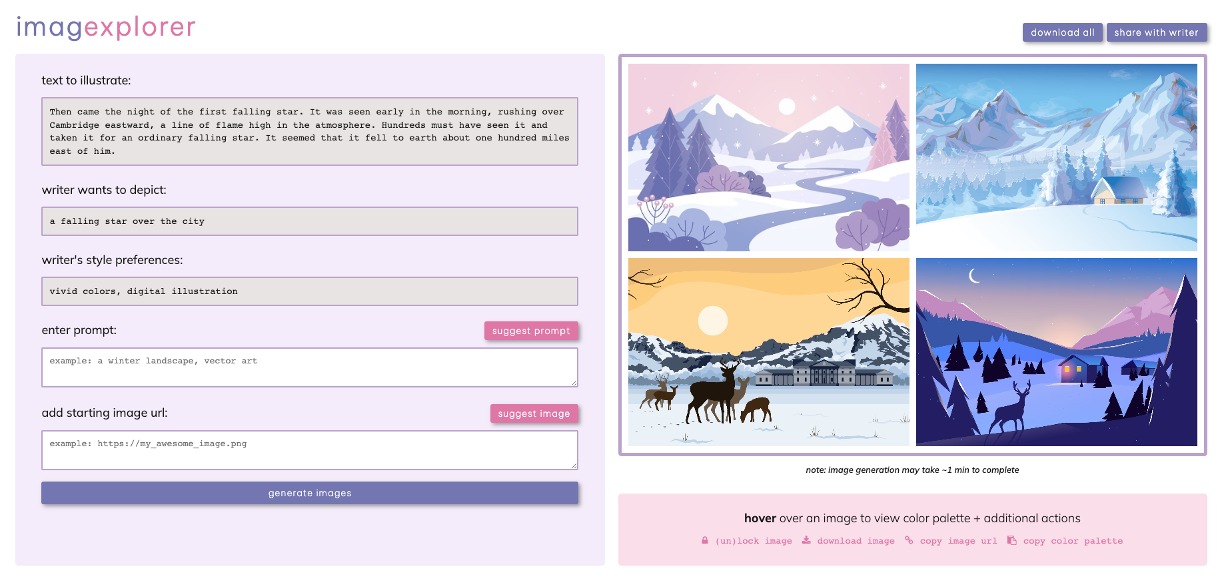 imagexplorer
download all
share with writer
text to illustrate:
Then came the night of the first falling star. It was seen early in the morning, rushing over
Cambridge eastward, a line of flame high in the atmosphere. Hundreds must have seen it and
taken it for an ordinary falling star. It seemed that it fell to earth about one hundred miles
east of him.
writer wants to depict:
a falling star over the city
writer's style preferences:
vivid colors, digital illustration
enter prompt:
suggest prompt
example: a winter landscape, vector art
add starting image url:
suggest image
example: https://my_awesome_image.png
generate images
note: image generation may take ~1 min to complete
hover over an image to view color palette + additional actions
(un)lock image
download image
copy image url
copy color palette